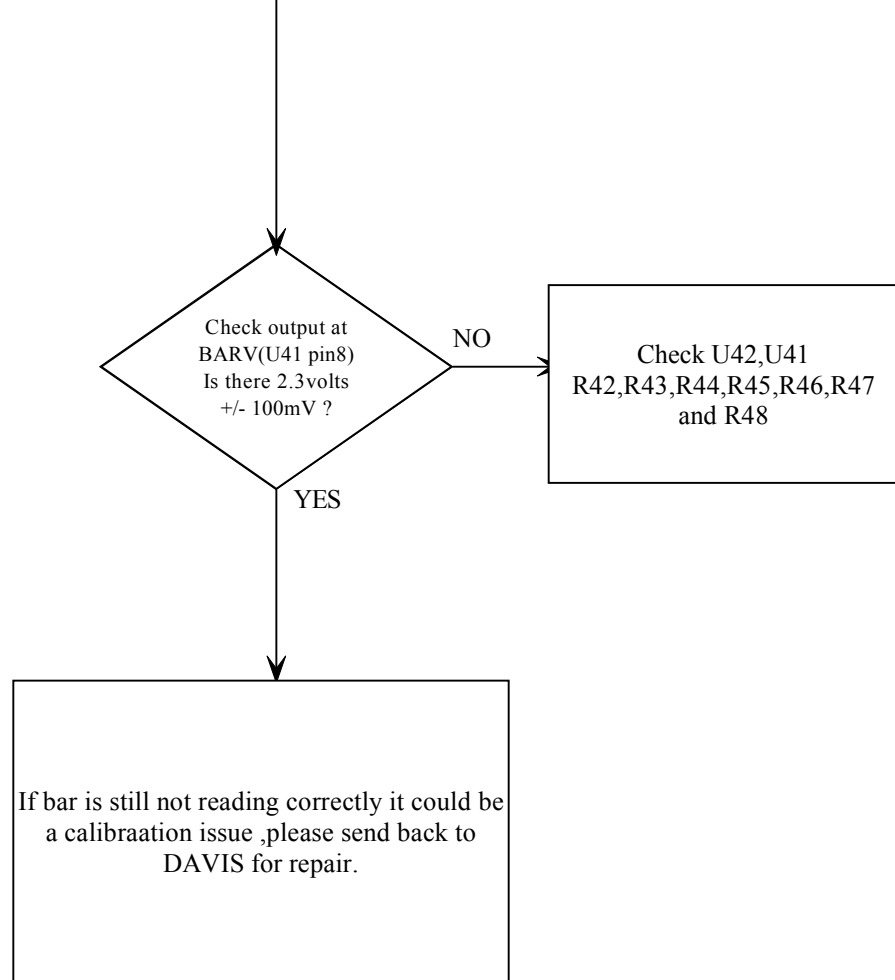 Check output at
BARV(U41 pin8)
Is there 2.3volts
+/- 100mV ?
NO
Check U42,U41
R42,R43,R44,R45,R46,R47
and R48
YES
If bar is still not reading correctly it could be
a calibraation issue ,please send back to
DAVIS for repair.